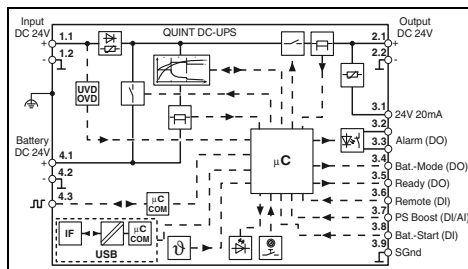 Input
DC 24V
QUINT DC-UPS
Output
DC 24V
1.1
+
1.2
-
2.1
+
2.2
-
UVD
OVD
3.1
24V 20mA
3.2
Alarm (DO)
3.3
Battery
DC 24V
4.1
+
-
4.2
4.3
µC
3.4
Bat.-Mode (DO)
3.5
Ready (DO)
3.6
Remote (DI)
3.7
PS Boost (DI/AI)
3.8
Bat.-Start (DI)
3.9
SGnd
µC
COM
IF
µC
COM
USB
ϑ